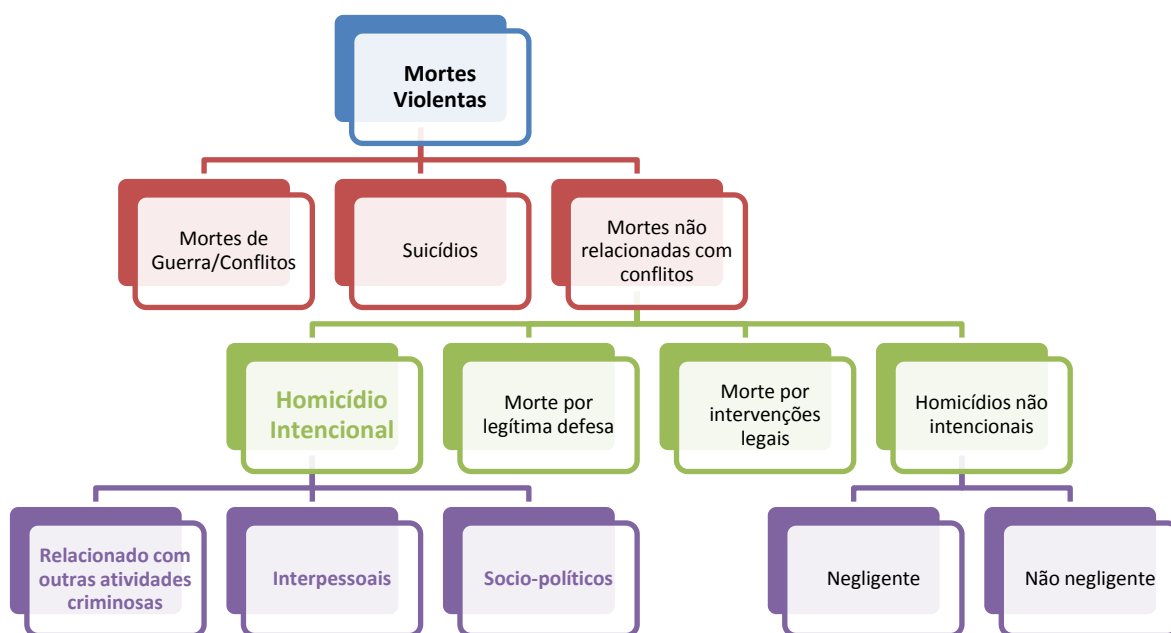 Mortes
Violentas
Mortes de
Guerra/Conflitos
Suicídios
Mortes não
relacionadas com
conflitos
Homicídio
Intencional
Morte por
legítima defesa
Morte por
intervenções
legais
Homicídios não
intencionais
Relacionado com
outras atividades
criminosas
Interpessoais
Socio-políticos
Negligente
Não negligente